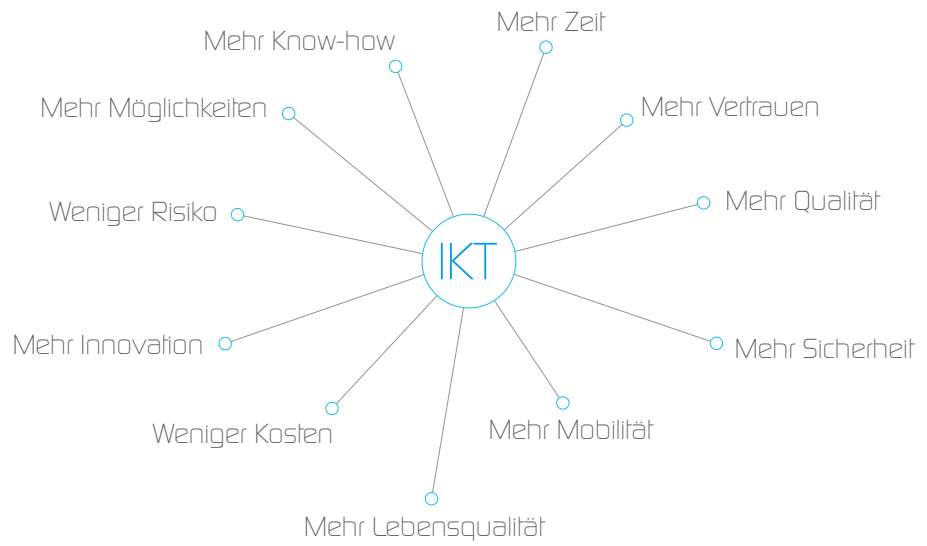 Mehr Zeit
Mehr Know-how
Mehr Möglichkeiten
Mehr Vertrauen
Weniger Risiko
Mehr Qualität
IKT
Mehr Innovation
Mehr Sicherheit
Weniger Kosten
Mehr Mobilität
Mehr Lebensqualität